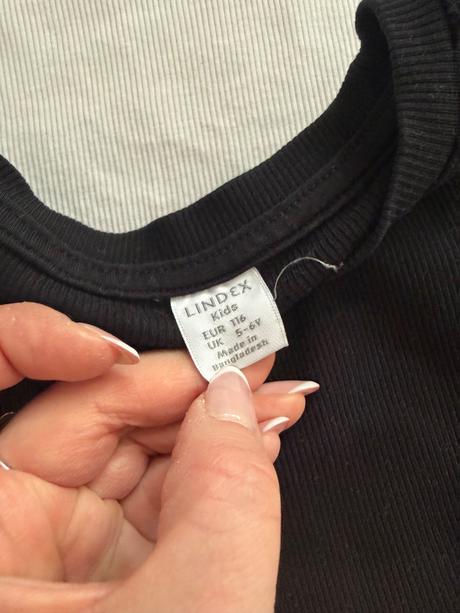 LINDEX
Kids
EUR 116
UK 5-6Y
Made in
Bangladesh